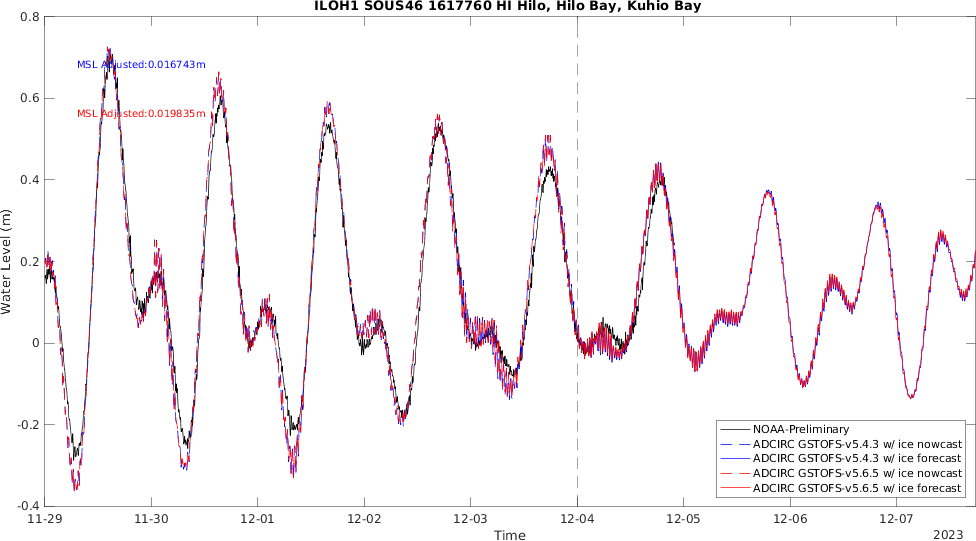 ILOH1 SOUS46 1617760 HI Hilo, Hilo Bay, Kuhio Bay
0.8
0.6
0.4
0.2
0
-0.2
-0.4
Water Level (m)
MSL Adjusted:0.016743m
MSL Adjusted:0.019835m
NOAA-Preliminary
ADCIRC GSTOFS-v5.4.3 w/ ice nowcast
ADCIRC GSTOFS-v5.4.3 w/ ice forecast
ADCIRC GSTOFS-v5.6.5 w/ ice nowcast
ADCIRC GSTOFS-v5.6.5 w/ ice forecast
11-29 11-30 12-01 12-02 12-03 12-04 12-05 12-06 12-07
Time
2023